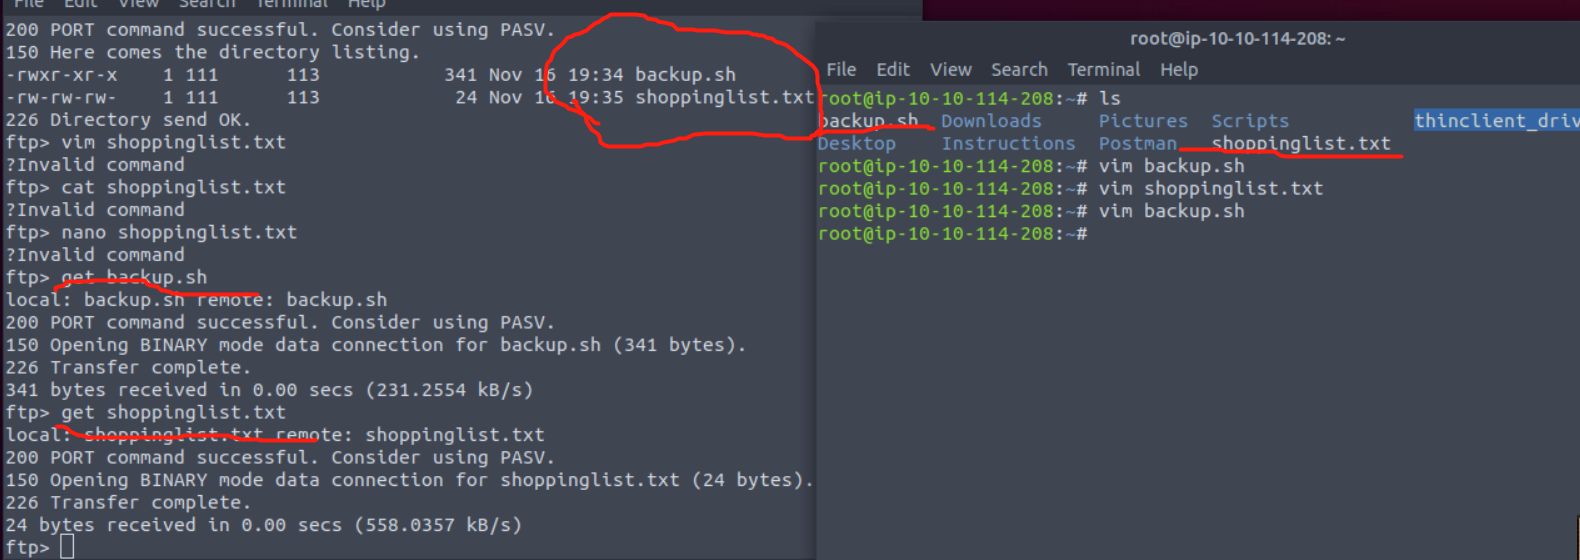 File Edit View Search Terminal Help
200 PORT command successful. Consider using PASV.
150 Here comes the directory listing.
-rwxr-xr-x    1 111      113           341 Nov 16 19:34 backup.sh
-rw-rw-rw-    1 111      113            24 Nov 16 19:35 shoppinglist.txt
226 Directory send OK.
ftp> vim shoppinglist.txt
?Invalid command
ftp> cat shoppinglist.txt
?Invalid command
ftp> nano shoppinglist.txt
?Invalid command
ftp> get backup.sh
local: backup.sh remote: backup.sh
200 PORT command successful. Consider using PASV.
150 Opening BINARY mode data connection for backup.sh (341 bytes).
226 Transfer complete.
341 bytes received in 0.00 secs (231.2554 kB/s)
ftp> get shoppinglist.txt
local: shoppinglist.txt remote: shoppinglist.txt
200 PORT command successful. Consider using PASV.
150 Opening BINARY mode data connection for shoppinglist.txt (24 bytes).
226 Transfer complete.
24 bytes received in 0.00 secs (558.0357 kB/s)
ftp>
root@ip-10-10-114-208: ~
File Edit View Search Terminal Help
root@ip-10-10-114-208:~# ls
backup.sh  Downloads     Pictures  Scripts           thinclient_driv
Desktop    Instructions  Postman   shoppinglist.txt
root@ip-10-10-114-208:~# vim backup.sh
root@ip-10-10-114-208:~# vim shoppinglist.txt
root@ip-10-10-114-208:~# vim backup.sh
root@ip-10-10-114-208:~#